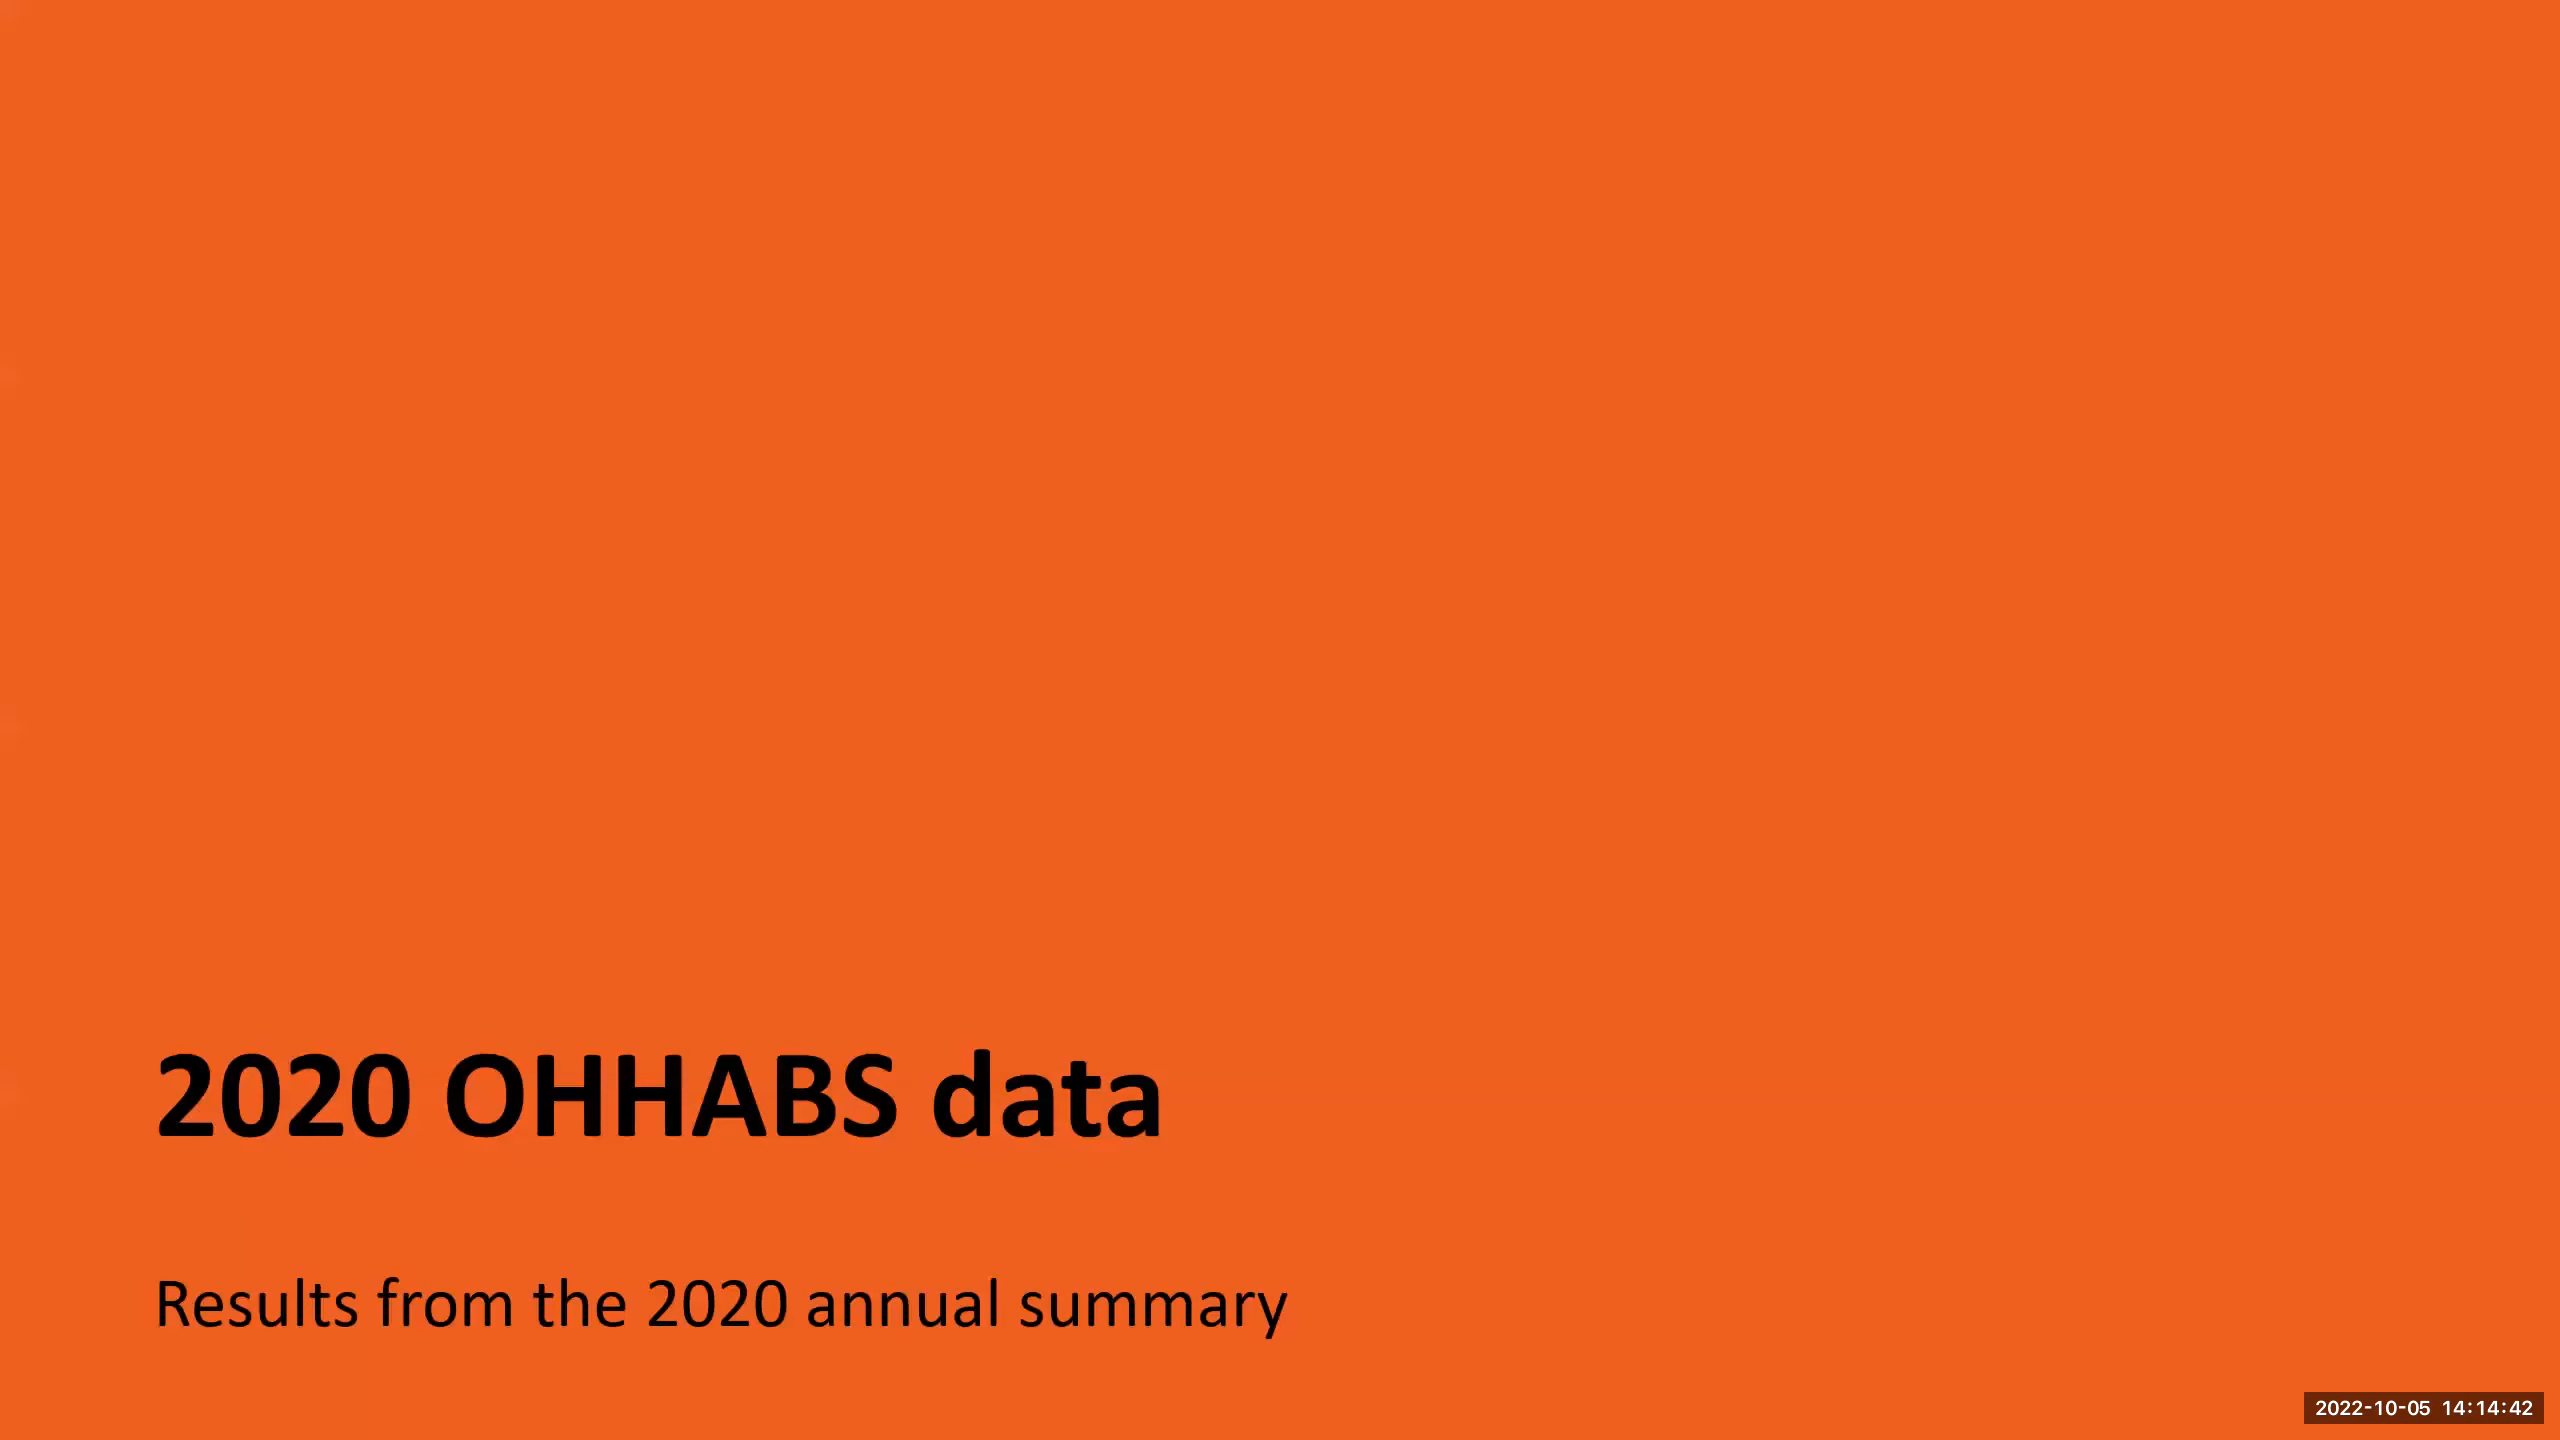 2020 OHHABS data
Results from the 2020 annual summary
2022-10-05 14:14:42